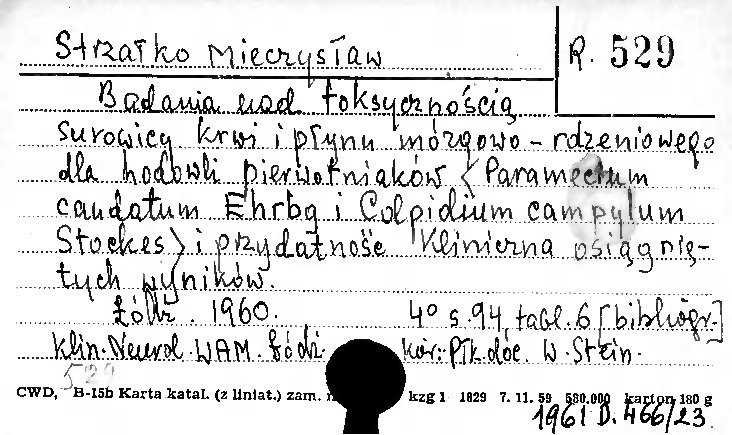 Strzałko Mieczysław
R. 529
Badania nad toksycznością
surowicy krwi i płynu mózgowo-rdzeniowego
dla hodowli pierwotniaków (Paramecium
caudatum Ehrbg i Colpidium campylum
Stockes) i przydatność kliniczna osiągnię-
tych wyników.
Łódź. 1960. 4° s.94, tabl.6 [bibliogr.]
Klin. Neurol. WAM. Łódź kier: Płk. doc. W. Stein.
529
CWD, B-15b Karta katal. (z liniat.) zam. kzg 1 1829 7. 11. 59 580.000 karton 180 g
1961 D. 466/23.